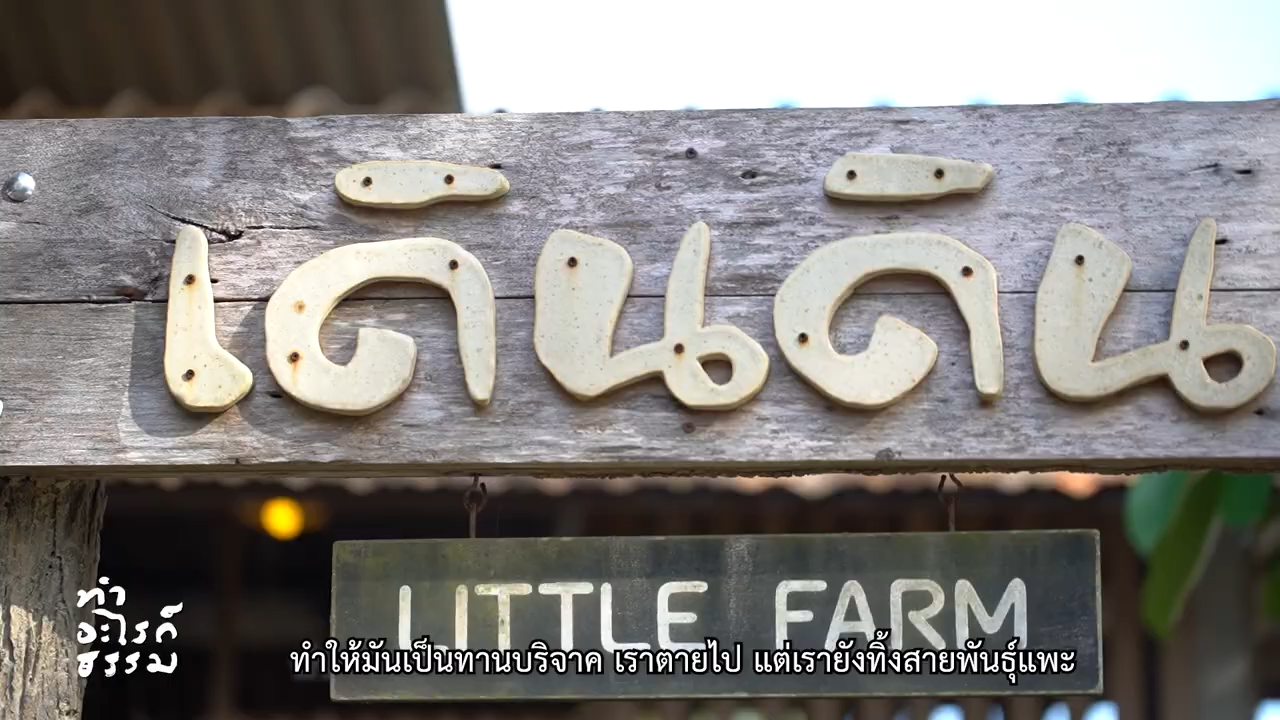 เดินดิน
LITTLE FARM
ทำ
อะไรก็
ธรรม
ทำให้มันเป็นทานบริจาค เราตายไป แต่เรายังทิ้งสายพันธุ์แพะ